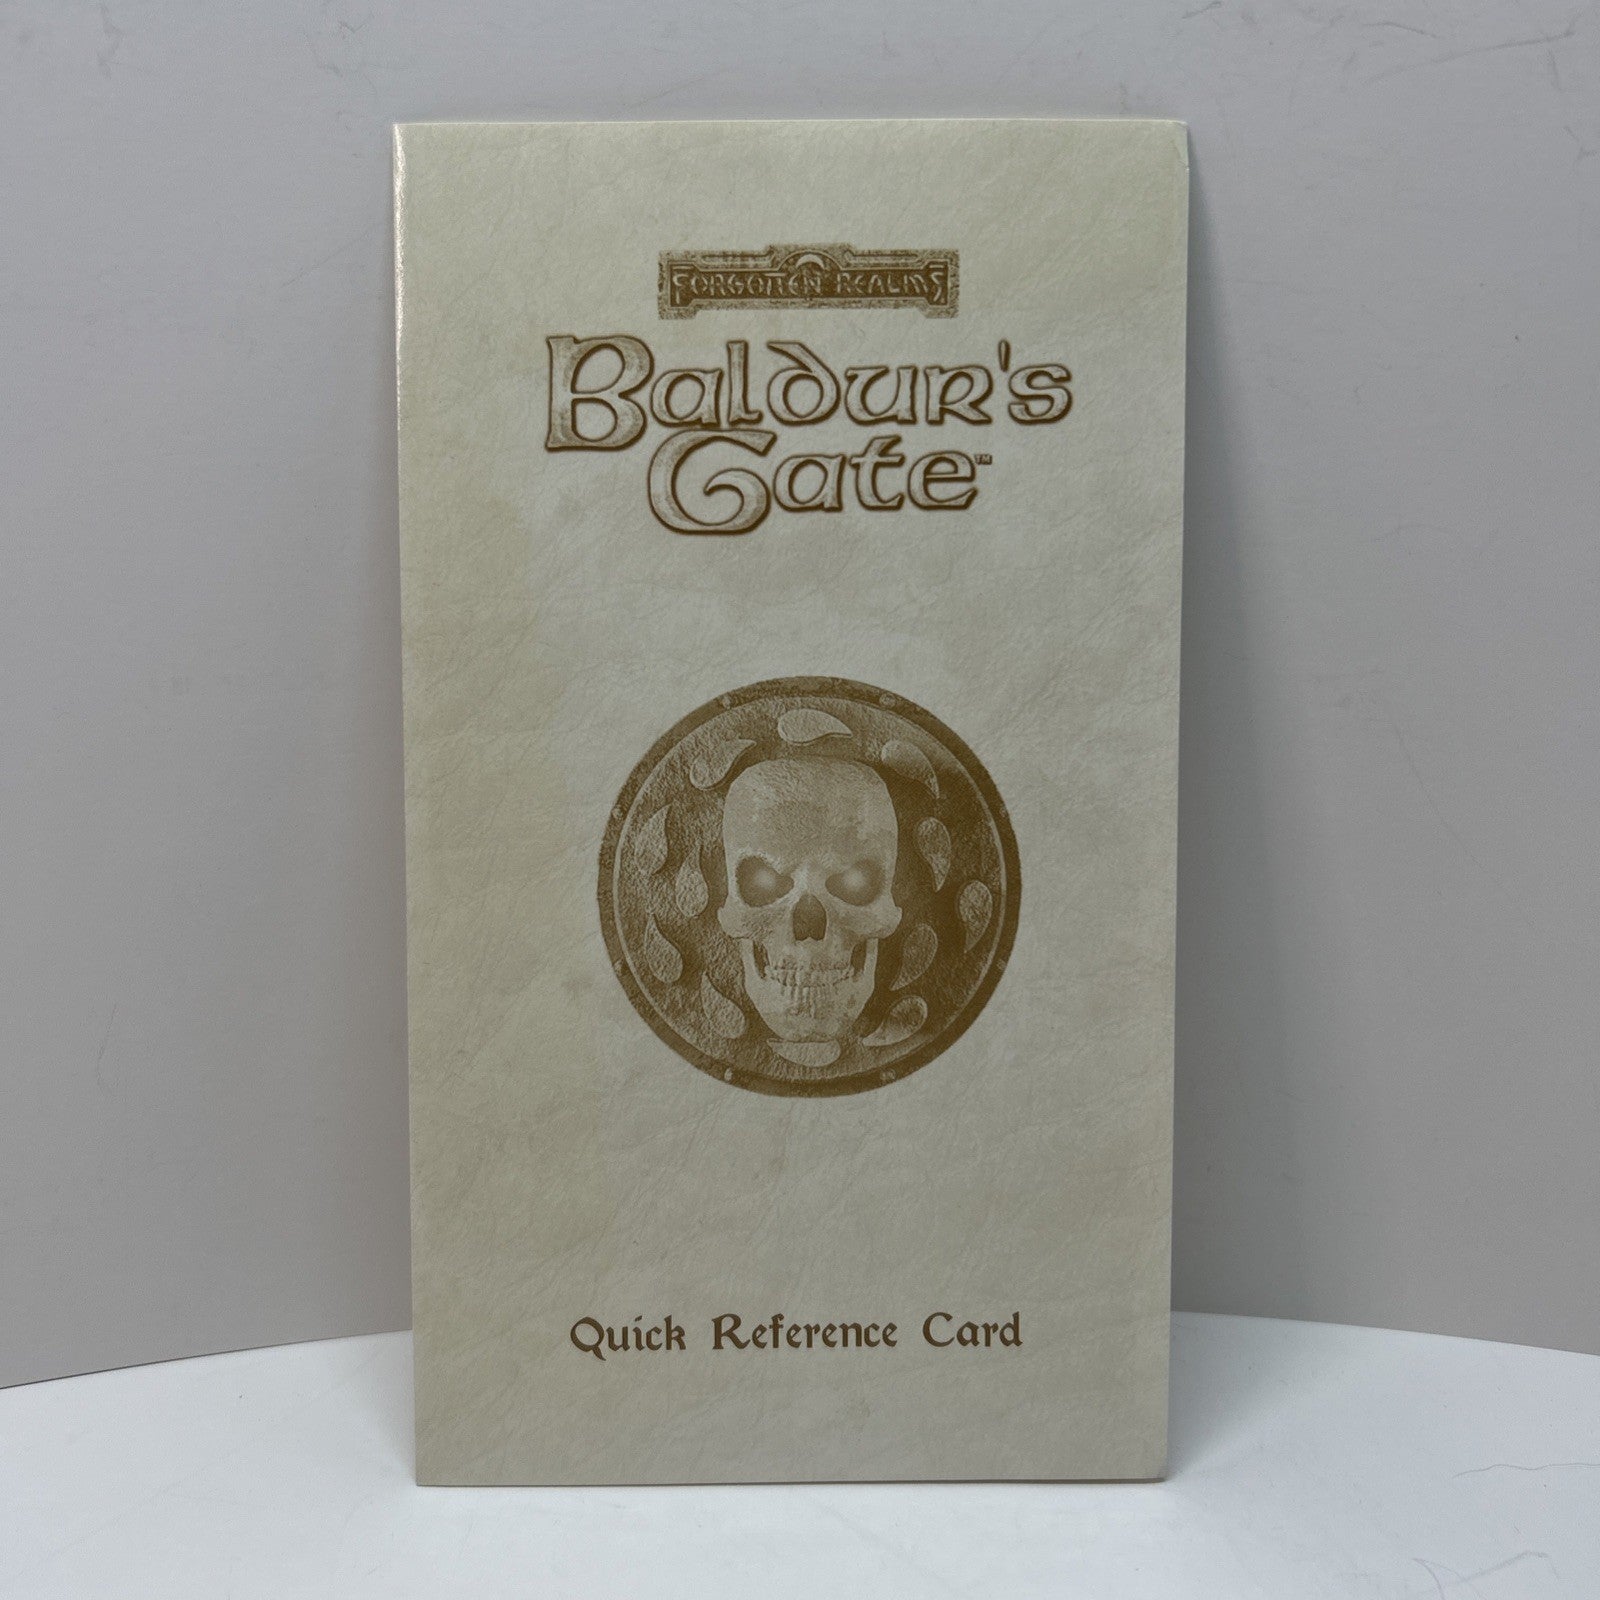 FORGOTTEN REALMS
Baldur's
Gate™
Quick Reference Card